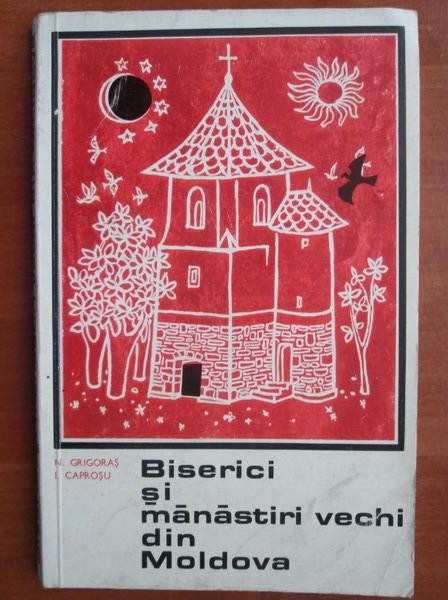 N. GRIGORAȘ
I. CAPROȘU
Biserici
și
mănăstiri vechi
din
Moldova